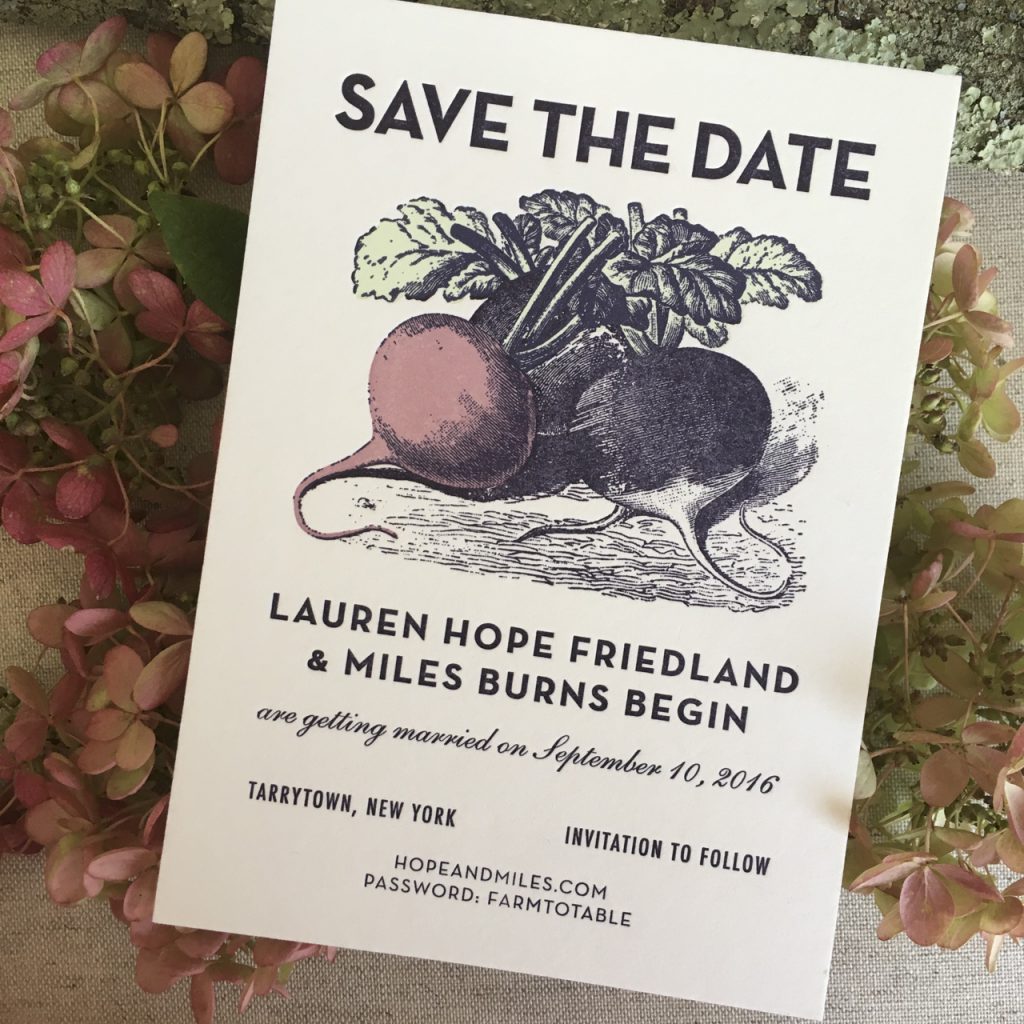 SAVE THE DATE
LAUREN HOPE FRIEDLAND
& MILES BURNS BEGIN
are getting married on September 10, 2016
TARRYTOWN, NEW YORK
INVITATION TO FOLLOW
HOPEANDMILES.COM
PASSWORD: FARMTOTABLE